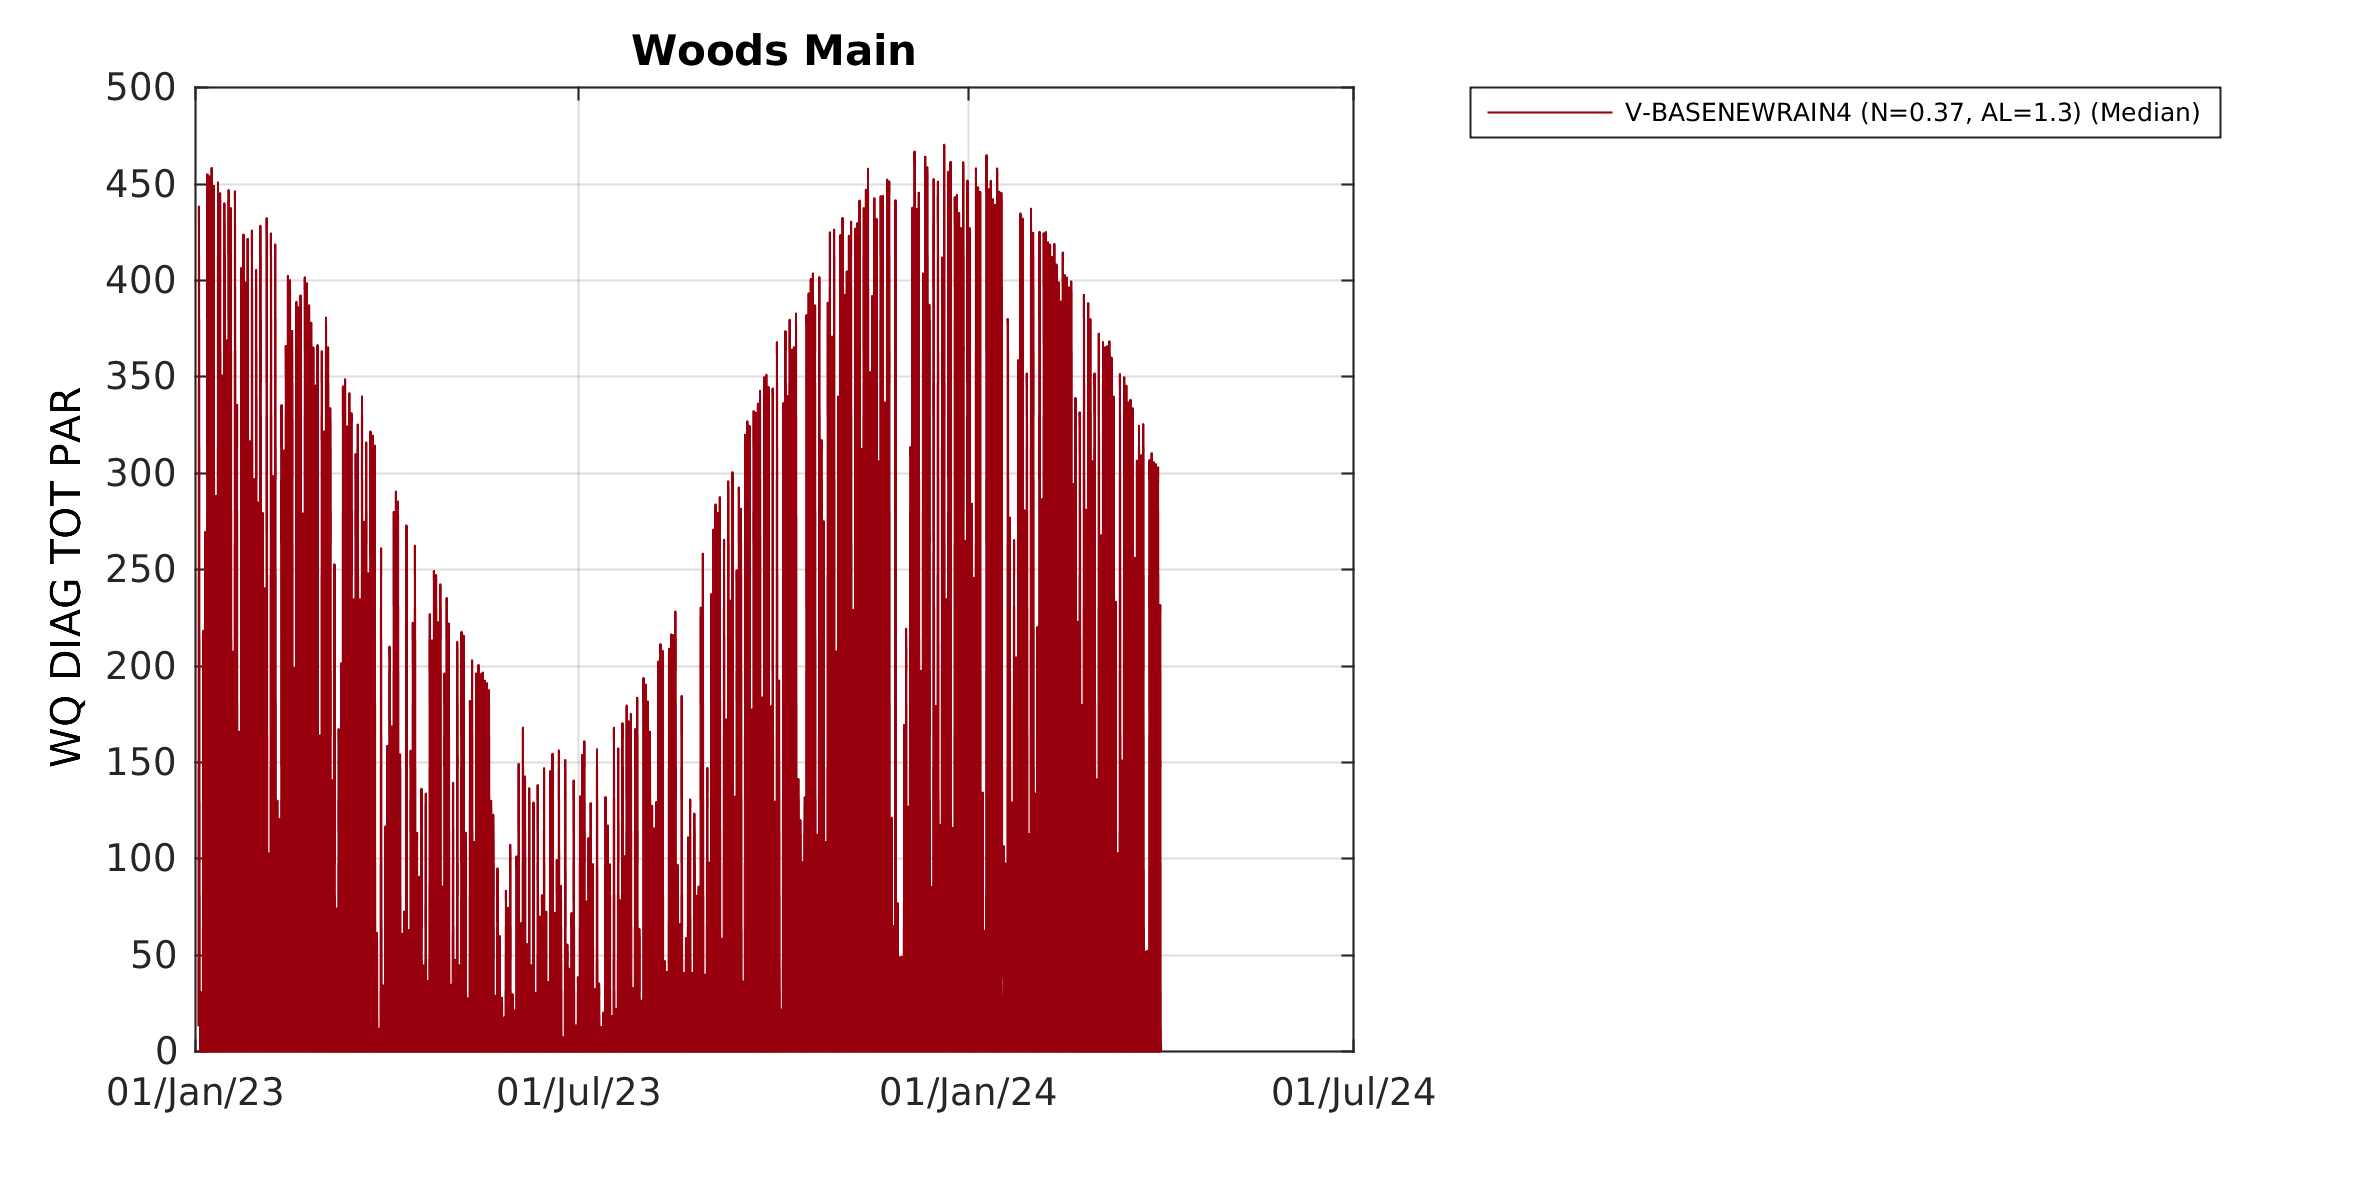 Woods Main
500
450
400
350
300
250
200
150
100
50
0
WQ DIAG TOT PAR
01/Jan/23
01/Jul/23
01/Jan/24
01/Jul/24
V-BASENEWRAIN4 (N=0.37, AL=1.3) (Median)